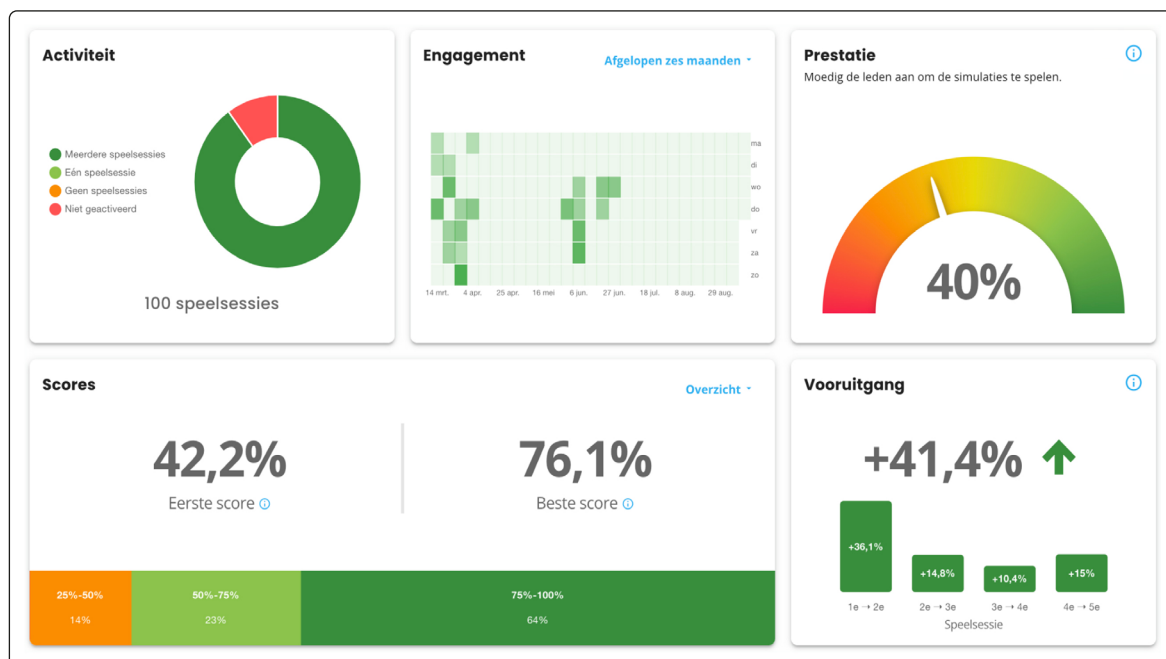 Activiteit
Meerdere speelsessies
Eén speelsessie
Geen speelsessies
Niet geactiveerd
100 speelsessies
Engagement
Afgelopen zes maanden
ma
di
wo
do
vr
za
zo
14 mrt. 4 apr. 25 apr. 16 mei 6 jun. 27 jun. 18 jul. 8 aug. 29 aug.
Prestatie
Moedig de leden aan om de simulaties te spelen.
40%
Scores
Overzicht
42,2%
Eerste score
76,1%
Beste score
25%-50%
14%
50%-75%
23%
75%-100%
64%
Vooruitgang
+41,4%
+36,1%
+14,8%
+10,4%
+15%
1e → 2e 2e → 3e 3e → 4e 4e → 5e
Speelsessie